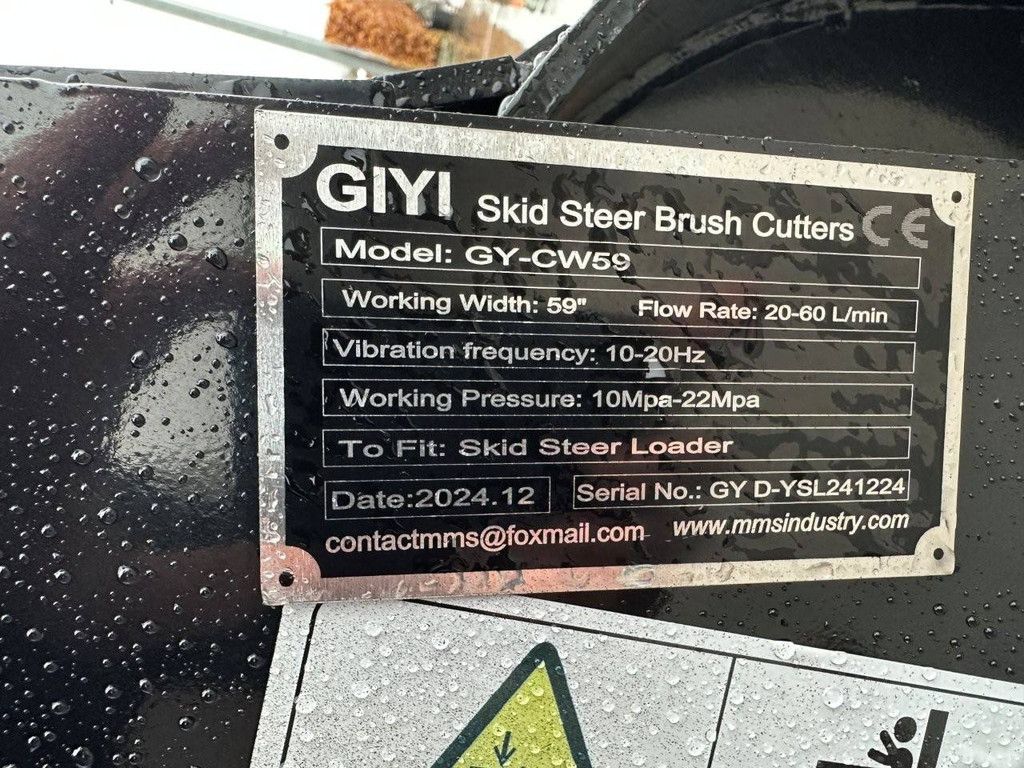 GIYI Skid Steer Brush Cutters CE
Model: GY-CW59
Working Width: 59" Flow Rate: 20-60 L/min
Vibration frequency: 10-20Hz
Working Pressure: 10Mpa-22Mpa
To Fit: Skid Steer Loader
Date:2024.12 Serial No.: GY D-YSL241224
contactmms@foxmail.com www.mmsindustry.com